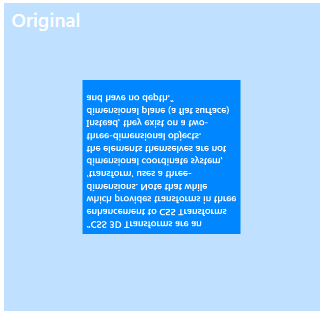 Original
"CSS 3D Transforms are an
enhancement to CSS Transforms
which provides transforms in three
dimensions. Note that while
'transform' uses a three-
dimensional coordinate system,
the elements themselves are not
three-dimensional objects.
Instead, they exist on a two-
dimensional plane (a flat surface)
and have no depth."